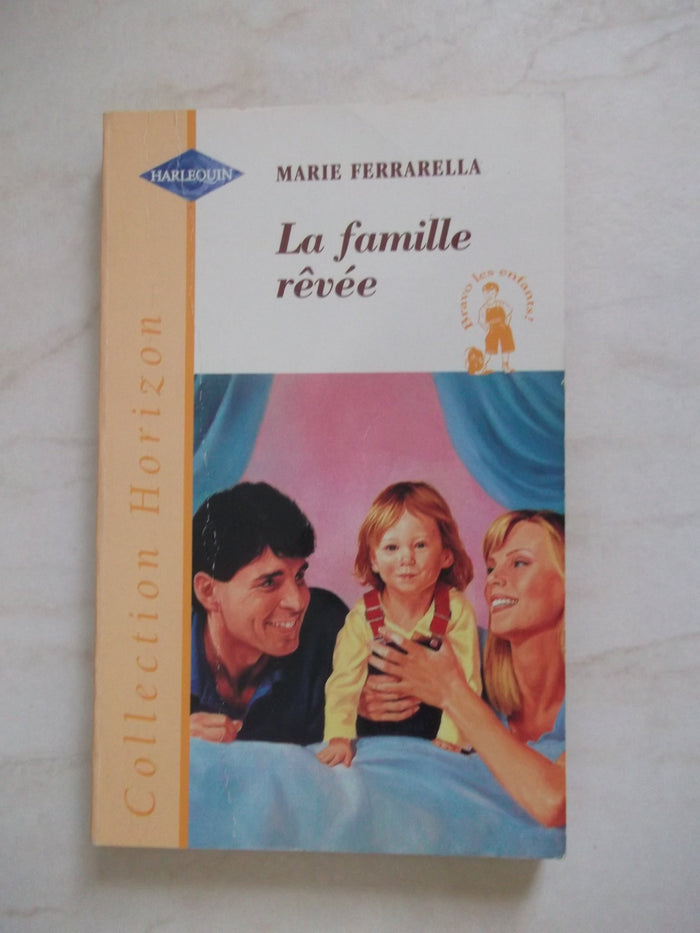 HARLEQUIN
MARIE FERRARELLA
La famille
rêvée
Bravo les enfants!
Collection Horizon